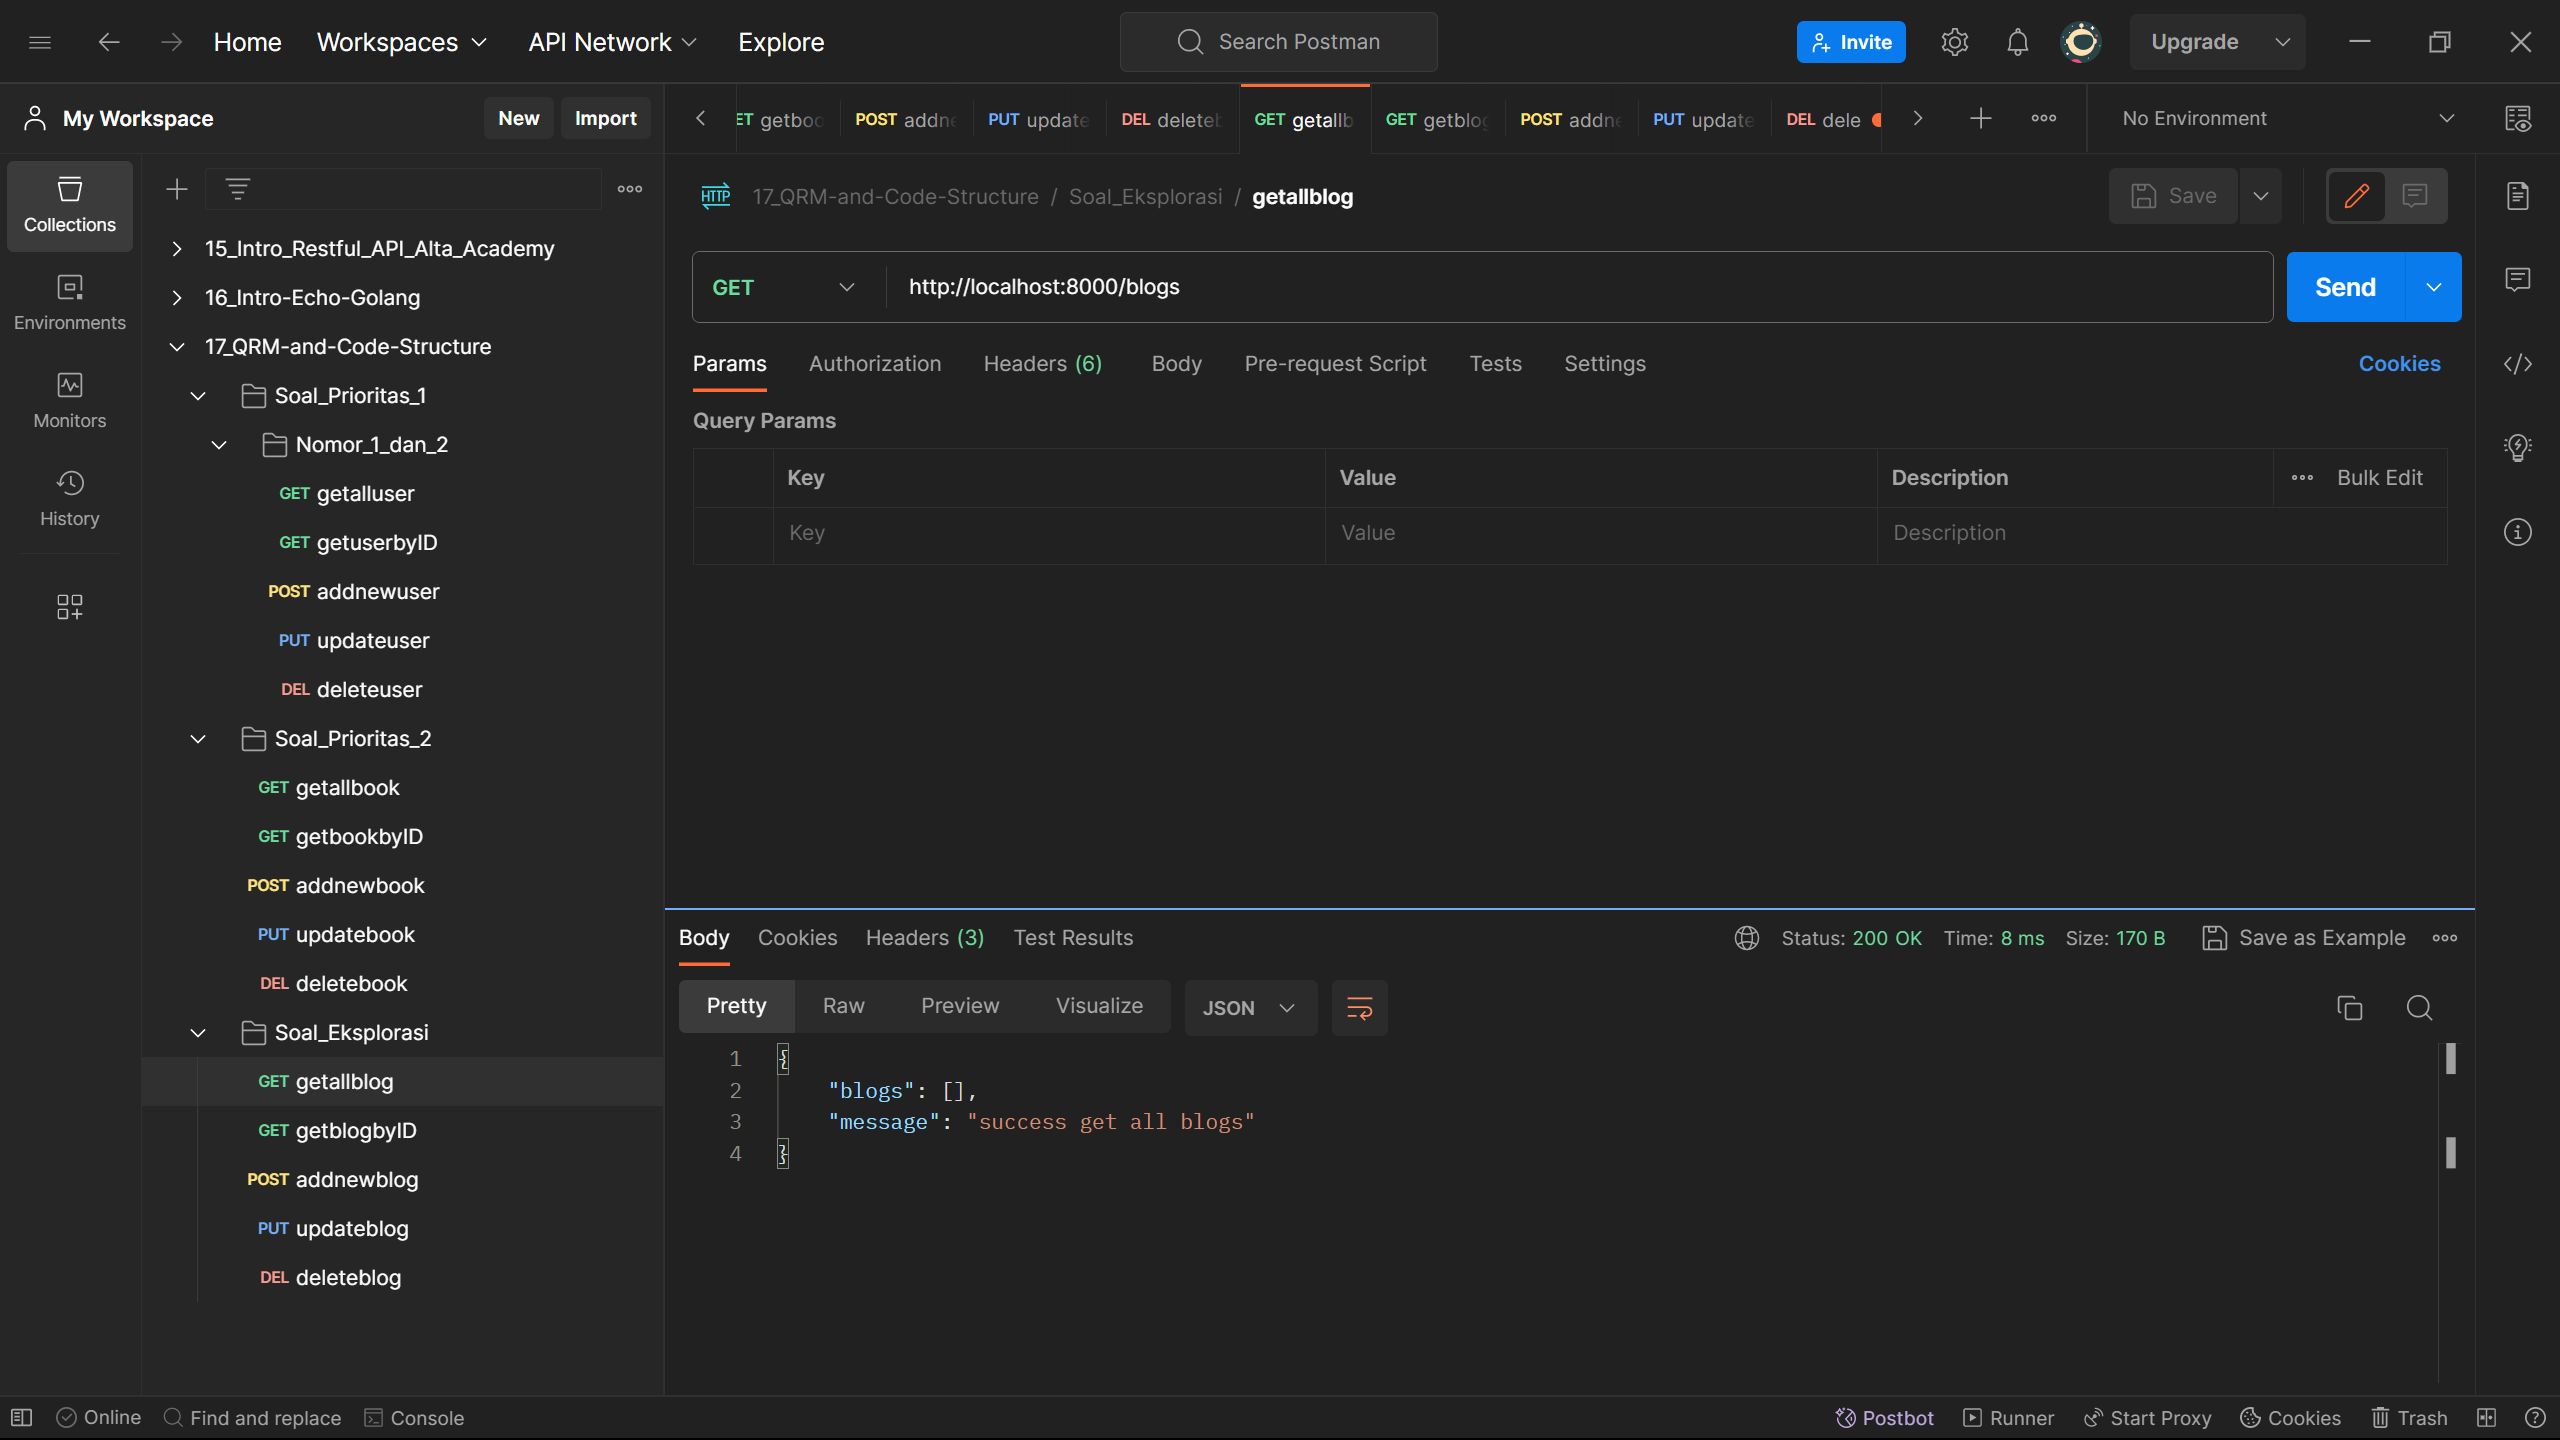 Home Workspaces API Network Explore Search Postman Invite Upgrade
My Workspace New Import
ET getboo POST addne PUT update DEL deleteb GET getallb GET getblog POST addne PUT update DEL dele No Environment
Collections
Environments
Monitors
History
15_Intro_Restful_API_Alta_Academy
16_Intro-Echo-Golang
17_QRM-and-Code-Structure
Soal_Prioritas_1
Nomor_1_dan_2
GET getalluser
GET getuserbyID
POST addnewuser
PUT updateuser
DEL deleteuser
Soal_Prioritas_2
GET getallbook
GET getbookbyID
POST addnewbook
PUT updatebook
DEL deletebook
Soal_Eksplorasi
GET getallblog
GET getblogbyID
POST addnewblog
PUT updateblog
DEL deleteblog
HTTP 17_QRM-and-Code-Structure / Soal_Eksplorasi / getallblog Save
GET http://localhost:8000/blogs Send
Params Authorization Headers (6) Body Pre-request Script Tests Settings Cookies
Query Params
Key Value Description Bulk Edit
Key Value Description
Body Cookies Headers (3) Test Results Status: 200 OK Time: 8 ms Size: 170 B Save as Example
Pretty Raw Preview Visualize JSON
1 {
2 "blogs": [],
3 "message": "success get all blogs"
4 }
Online Find and replace Console Postbot Runner Start Proxy Cookies Trash